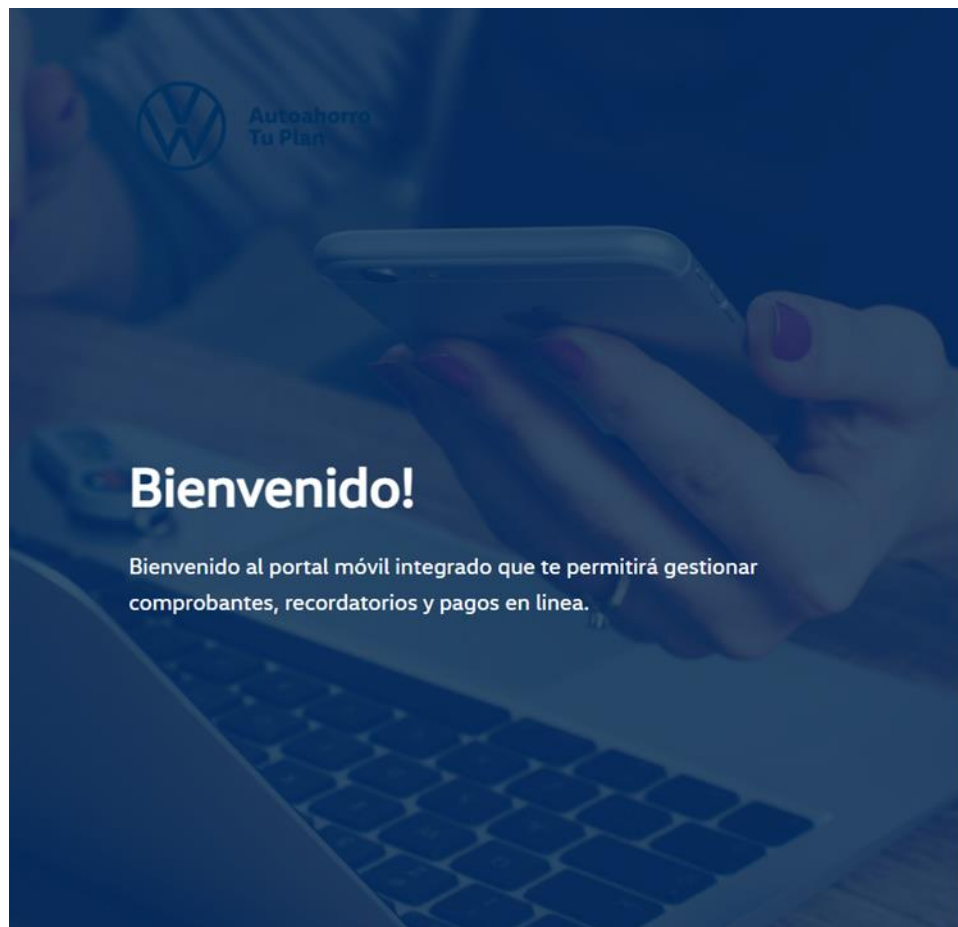 Autoahorro
Tu Plan
Bienvenido!
Bienvenido al portal móvil integrado que te permitirá gestionar
comprobantes, recordatorios y pagos en linea.